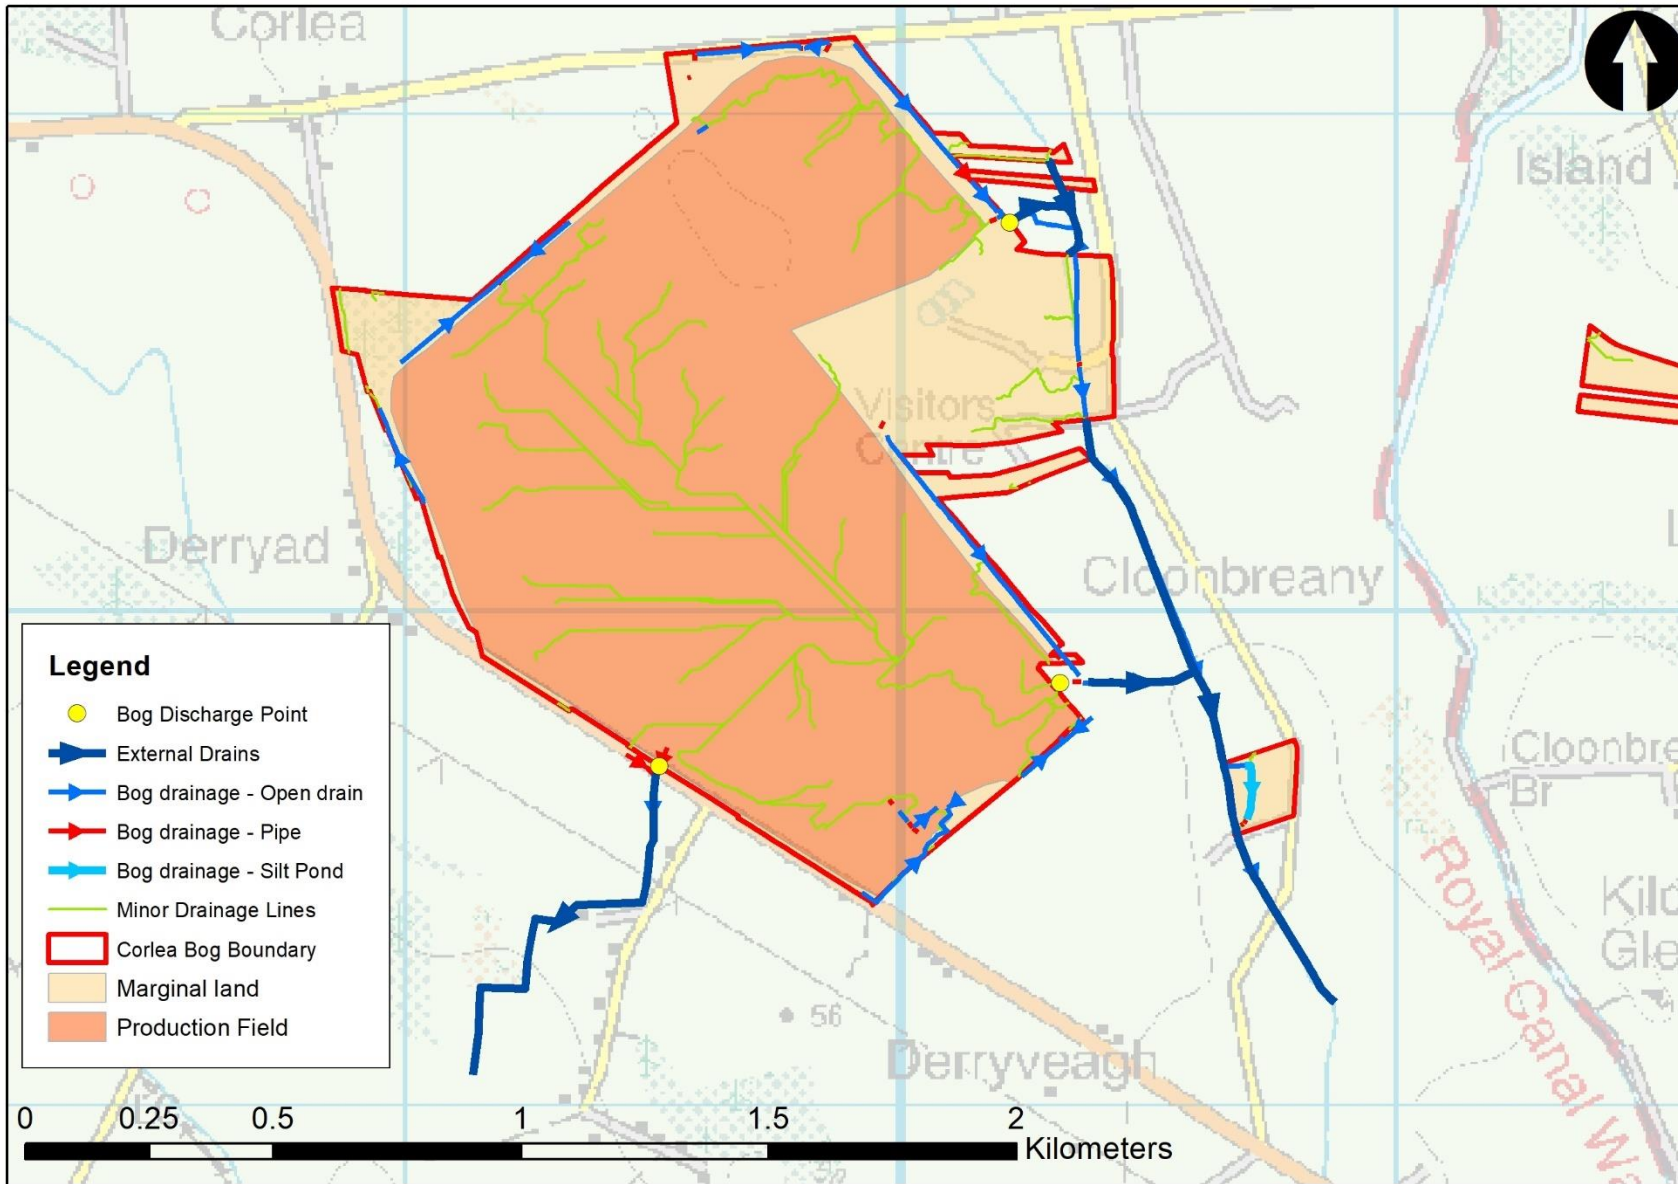 Corlea
Island
Visitors
Centre
Derryad
Cloonbreany
Legend
Bog Discharge Point
External Drains
Bog drainage - Open drain
Bog drainage - Pipe
Bog drainage - Silt Pond
Minor Drainage Lines
Corlea Bog Boundary
Marginal land
Production Field
L
Cloonbre
Br
Royal Canal Wa
Kilc
Gle
56
Derryveagh
0 0.25 0.5 1 1.5 2
Kilometers